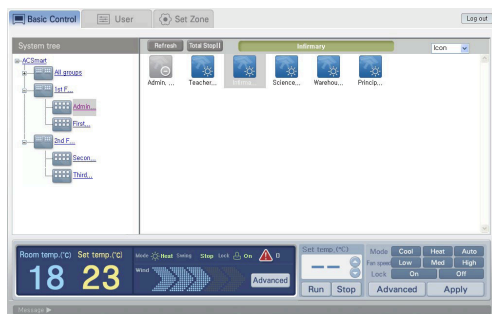 Basic Control
User
Set Zone
Log out
System tree
Refresh
Total Stop
Infirmary
Icon
ACSmart
All groups
1st F...
Admin...
First...
2nd F...
Secon...
Third...
Admin, ...
Teacher...
Infirma...
Science...
Warehou...
Princip...
Room temp.(℃) Set temp.(℃)
18 23
Mode Heat Swing Stop Lock On 0
Wind
Advanced
Set temp.(℃)
-- --
Run Stop
Mode Cool Heat Auto
Fan speed Low Med High
Lock On Off
Advanced Apply
Message ▶